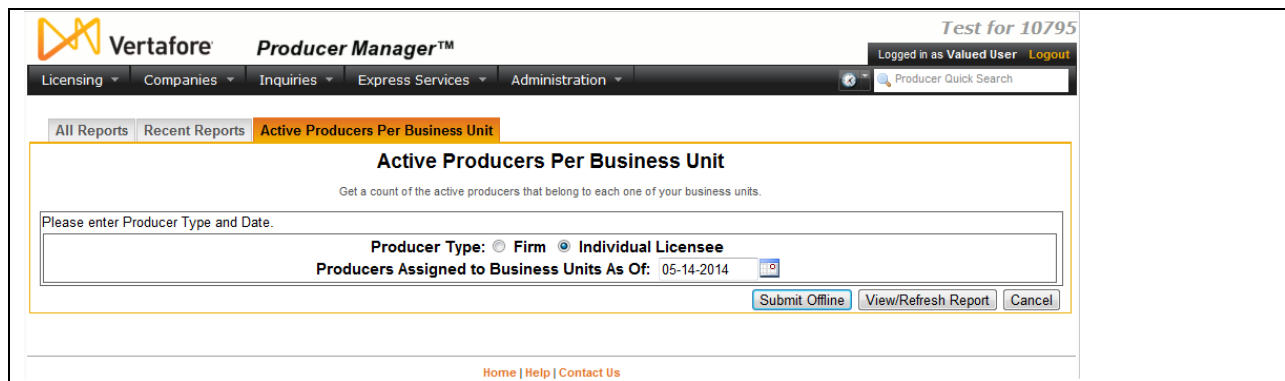 Test for 10795
Vertafore Producer Manager™
Logged in as Valued User Logout
Licensing Companies Inquiries Express Services Administration Producer Quick Search
All Reports Recent Reports Active Producers Per Business Unit
Active Producers Per Business Unit
Get a count of the active producers that belong to each one of your business units.
Please enter Producer Type and Date.
Producer Type: Firm Individual Licensee
Producers Assigned to Business Units As Of: 05-14-2014
Submit Offline View/Refresh Report Cancel
Home | Help | Contact Us